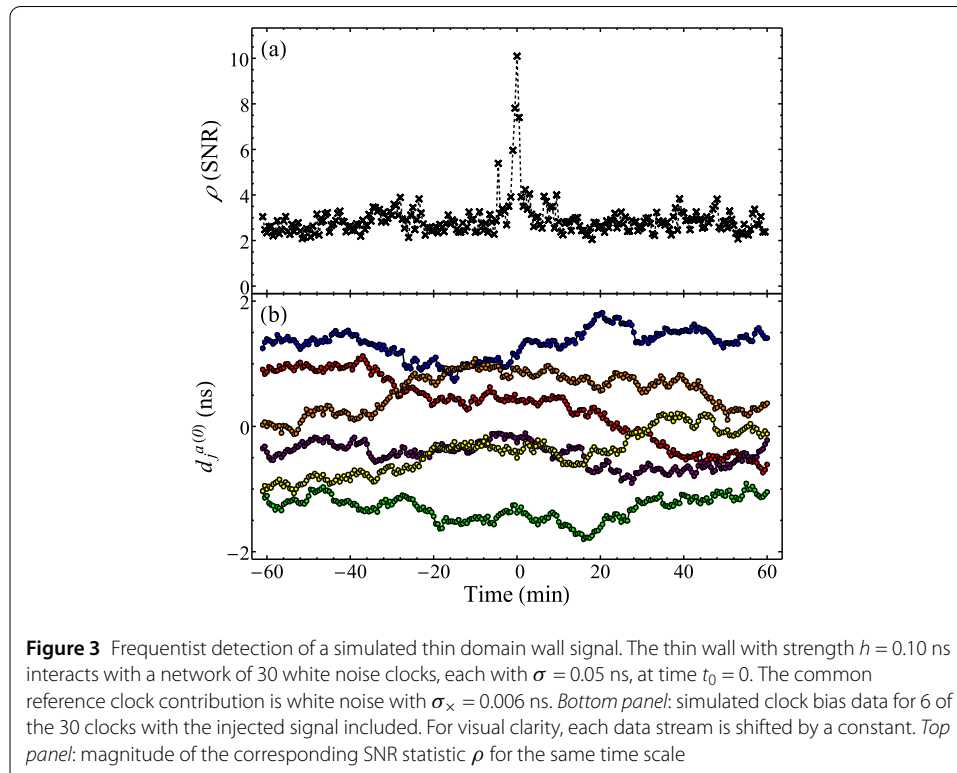 (a)
10
8
6
4
2
0
ρ (SNR)
(b)
2
1
0
−2
d_j^{a(0)} (ns)
−60 −40 −20 0 20 40 60
Time (min)
Figure 3 Frequentist detection of a simulated thin domain wall signal. The thin wall with strength h = 0.10 ns
interacts with a network of 30 white noise clocks, each with σ = 0.05 ns, at time t₀ = 0. The common
reference clock contribution is white noise with σ× = 0.006 ns. Bottom panel: simulated clock bias data for 6 of
the 30 clocks with the injected signal included. For visual clarity, each data stream is shifted by a constant. Top
panel: magnitude of the corresponding SNR statistic ρ for the same time scale